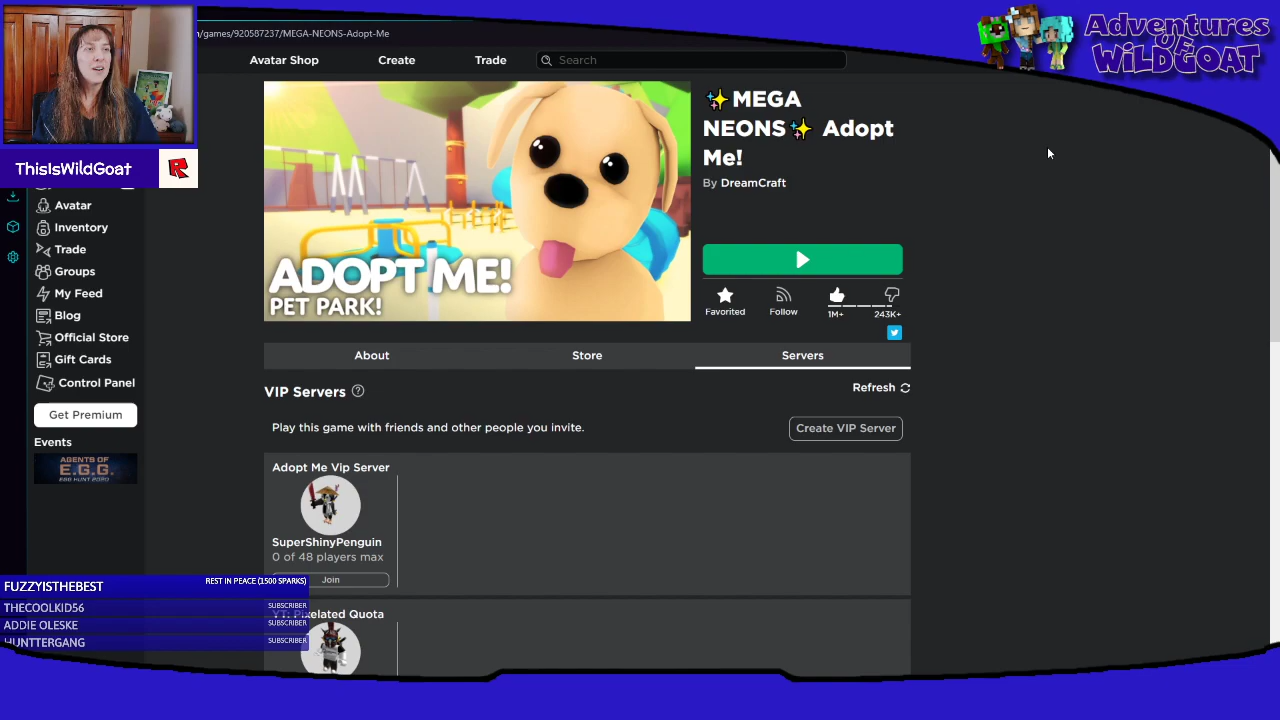 n/games/920587237/MEGA-NEONS-Adopt-Me
Adventures
OF
WILDGOAT
Avatar Shop
Create
Trade
Search
ThisIsWildGoat
Avatar
Inventory
Trade
Groups
My Feed
Blog
Official Store
Gift Cards
Control Panel
Get Premium
Events
AGENTS OF
E.G.G.
EGG HUNT 2020
ADOPT ME!
PET PARK!
✨MEGA
NEONS✨ Adopt
Me!
By DreamCraft
Favorited
Follow
1M+
243K+
About
Store
Servers
VIP Servers
Refresh
Play this game with friends and other people you invite.
Create VIP Server
Adopt Me Vip Server
SuperShinyPenguin
0 of 48 players max
Join
YT: Pixelated Quota
FUZZYISTHEBEST REST IN PEACE (1500 SPARKS)
THECOOLKID56 SUBSCRIBER
ADDIE OLESKE SUBSCRIBER
HUNTTERGANG SUBSCRIBER